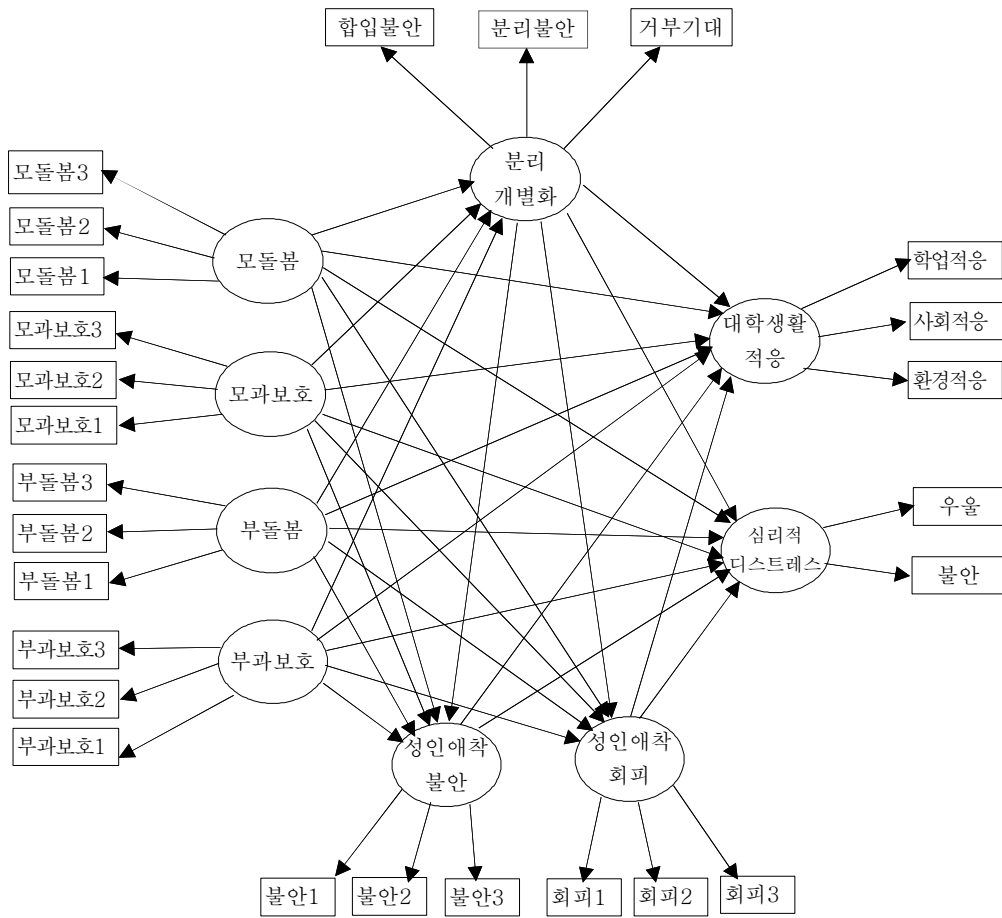 합입불안
분리불안
거부기대
분리
개별화
모돌봄3
모돌봄2
모돌봄1
모돌봄
모과보호3
모과보호2
모과보호1
모과보호
부돌봄3
부돌봄2
부돌봄1
부돌봄
부과보호3
부과보호2
부과보호1
부과보호
대학생활
적응
학업적응
사회적응
환경적응
심리적
디스트레스
우울
불안
성인애착
불안
성인애착
회피
불안1
불안2
불안3
회피1
회피2
회피3